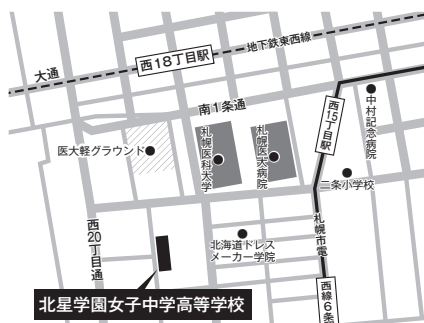 地下鉄東西線
西18丁目駅
大通
南1条通
西15丁目駅
中村記念病院
医大軽グラウンド
札幌医科大学
札幌医大病院
二条小学校
西20丁目通
北海道ドレス
メーカー学院
札幌市電
西線6条
北星学園女子中学高等学校